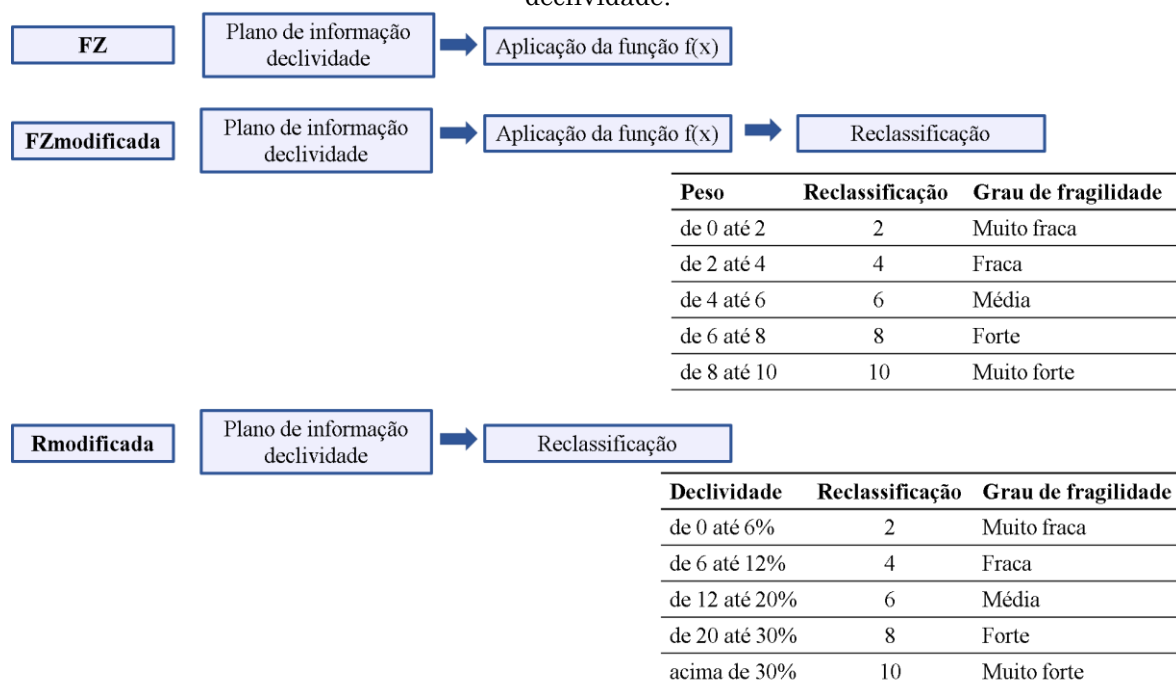 declividade.
FZ
Plano de informação
declividade
Aplicação da função f(x)
FZmodificada
Plano de informação
declividade
Aplicação da função f(x)
Reclassificação
Peso Reclassificação Grau de fragilidade
de 0 até 2 2 Muito fraca
de 2 até 4 4 Fraca
de 4 até 6 6 Média
de 6 até 8 8 Forte
de 8 até 10 10 Muito forte
Rmodificada
Plano de informação
declividade
Reclassificação
Declividade Reclassificação Grau de fragilidade
de 0 até 6% 2 Muito fraca
de 6 até 12% 4 Fraca
de 12 até 20% 6 Média
de 20 até 30% 8 Forte
acima de 30% 10 Muito forte